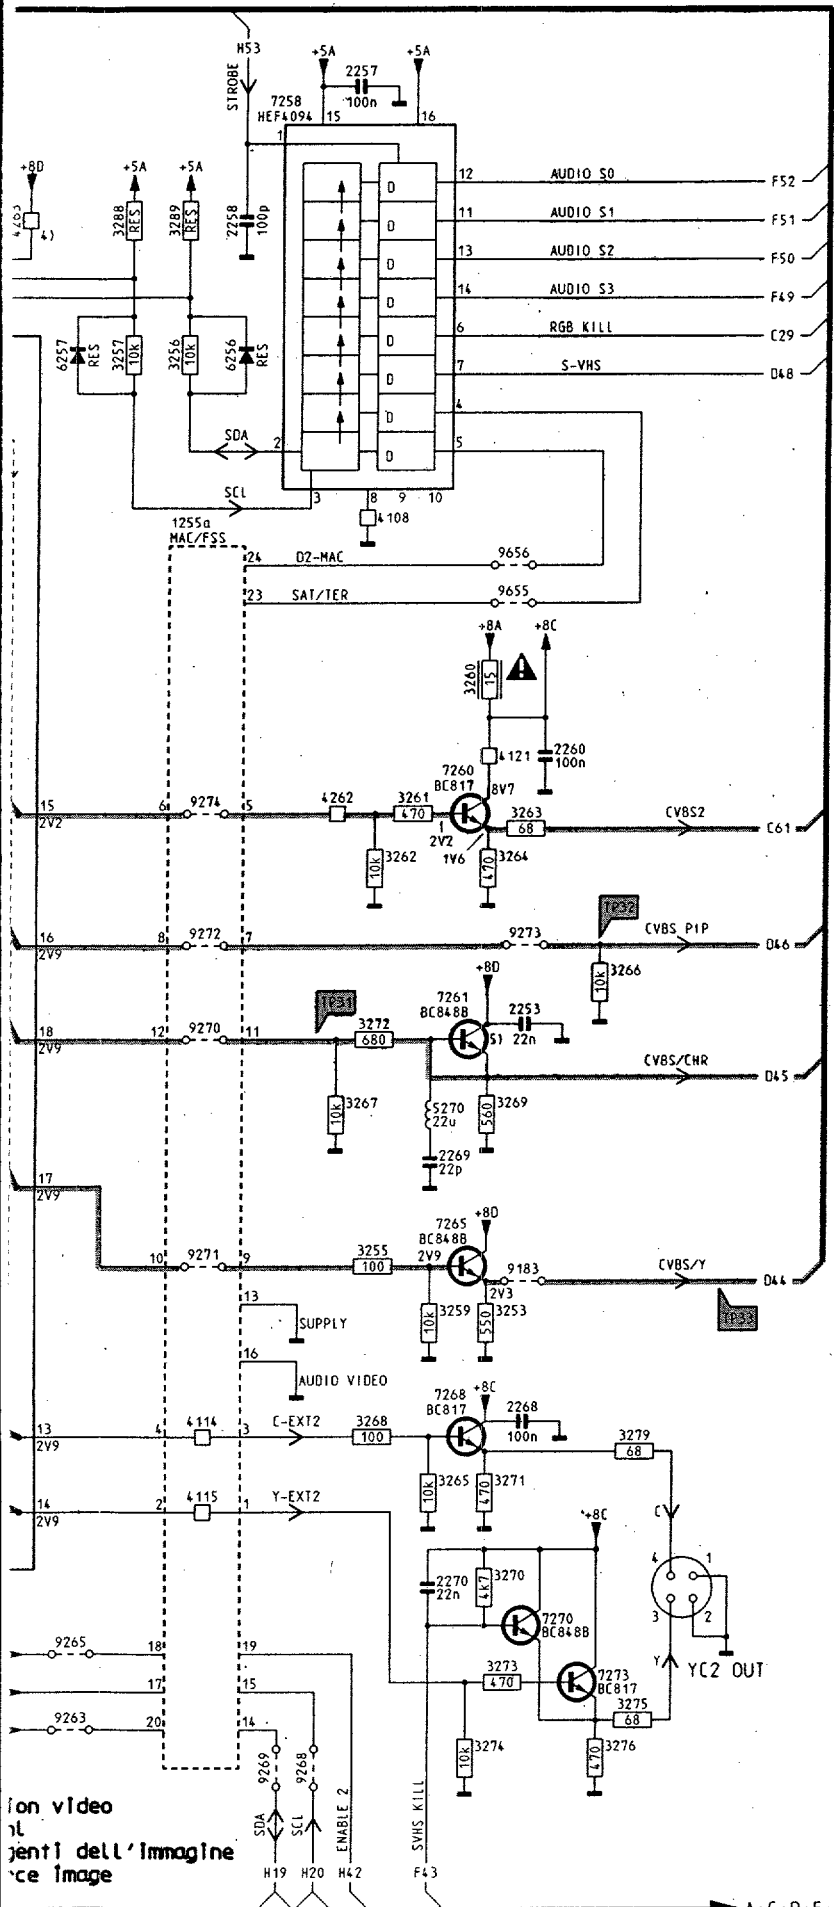 H53
STROBE
+5A
2257
100n
+5A
7258
HEF4094
15
16
1
+8D
+5A
+5A
4)
3288
RES
3289
RES
2258
100p
D
12
AUDIO S0
F52
D
11
AUDIO S1
F51
D
13
AUDIO S2
F50
D
14
AUDIO S3
F49
D
6
RGB KILL
C29
D
7
S-VHS
D48
D
4
D
5
6257
RES
3257
10k
3256
10k
6256
RES
SDA
2
SCL
3
8
9
10
4108
1255a
MAC/FSS
24
D2-MAC
9656
23
SAT/TER
9655
+8A
+8C
3260
15
4121
2260
100n
7260
BC817
8V7
15
2V2
6
9274
5
4262
3261
470
1
2V2
1V6
3263
68
CVBS2
C61
3262
10k
3264
470
TP32
16
2V9
8
9272
7
9273
CVBS PIP
D46
3266
10k
+8D
7261
BC848B
2253
22n
5)
TP31
18
2V9
12
9270
11
3272
680
CVBS/CHR
D45
3267
10k
5270
22u
3269
560
2269
22p
17
2V9
+8D
7265
BC848B
10
9271
9
3255
100
2V9
9183
2V3
CVBS/Y
D44
3259
10k
3253
550
TP33
13
SUPPLY
16
AUDIO VIDEO
+8C
7268
BC817
2268
100n
13
2V9
4
4114
3
C-EXT2
3268
100
3279
68
3265
10k
3271
470
14
2V9
2
4115
1
Y-EXT2
+8C
C
2270
22n
3270
4k7
4
1
3
2
7270
BC848B
YC2 OUT
Y
9265
18
19
17
15
9263
20
14
3273
470
7273
BC817
3275
68
3274
10k
3276
470
9269
9268
SDA
SCL
ENABLE 2
SVHS KILL
ion video
genti dell'immagine
ce image
H19
H20
H42
F43